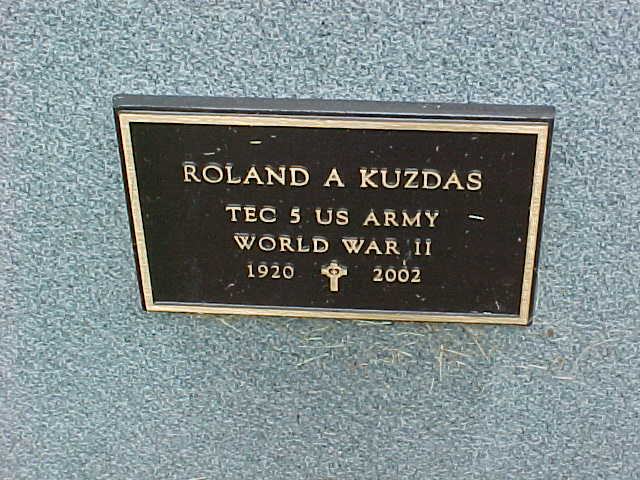 ROLAND A KUZDAS
TEC 5 US ARMY
WORLD WAR II
1920 2002